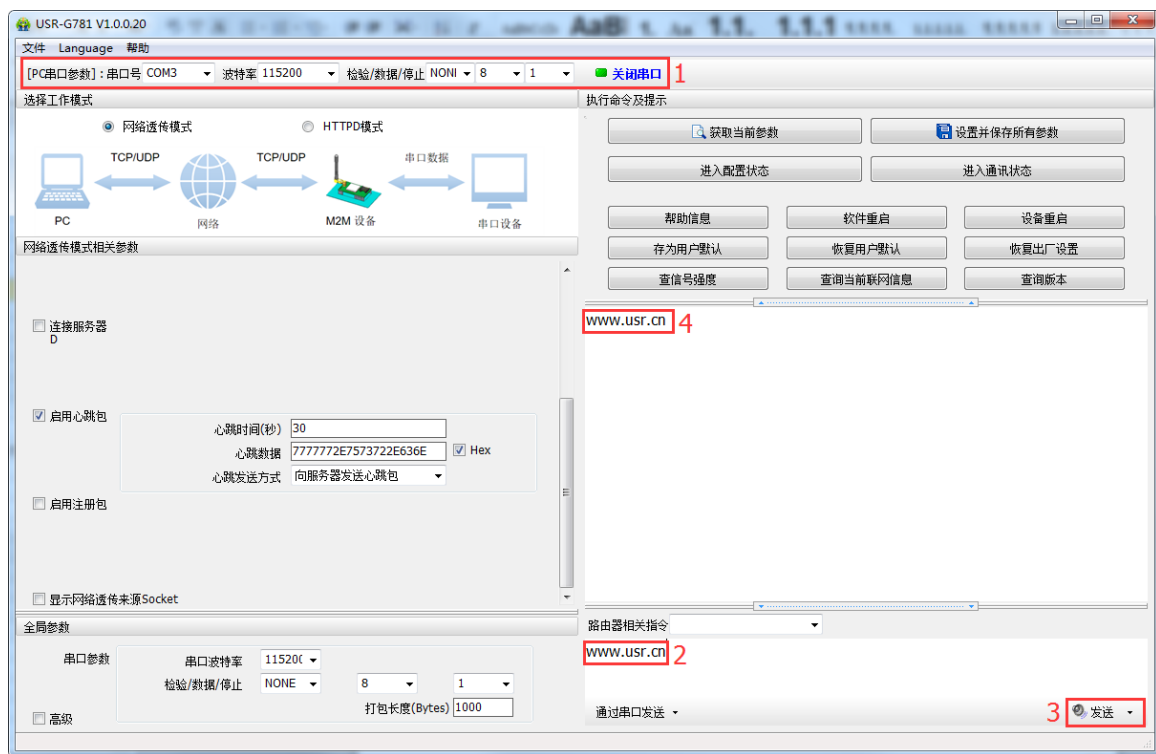 USR-G781 V1.0.0.20
文件 Language 帮助
[PC串口参数]：串口号 COM3 波特率 115200 检验/数据/停止 NONI 8 1 关闭串口 1
选择工作模式
网络透传模式 HTTPD模式
TCP/UDP TCP/UDP 串口数据
PC 网络 M2M 设备 串口设备
网络透传模式相关参数
连接服务器
D
启用心跳包
心跳时间(秒) 30
心跳数据 7777772E7573722E636E Hex
心跳发送方式 向服务器发送心跳包
启用注册包
显示网络透传来源Socket
全局参数
串口参数 串口波特率 11520(
检验/数据/停止 NONE 8 1
打包长度(Bytes) 1000
高级
执行命令及提示
获取当前参数 设置并保存所有参数
进入配置状态 进入通讯状态
帮助信息 软件重启 设备重启
存为用户默认 恢复用户默认 恢复出厂设置
查信号强度 查询当前联网信息 查询版本
www.usr.cn 4
路由器相关指令
www.usr.cn 2
通过串口发送 3 发送